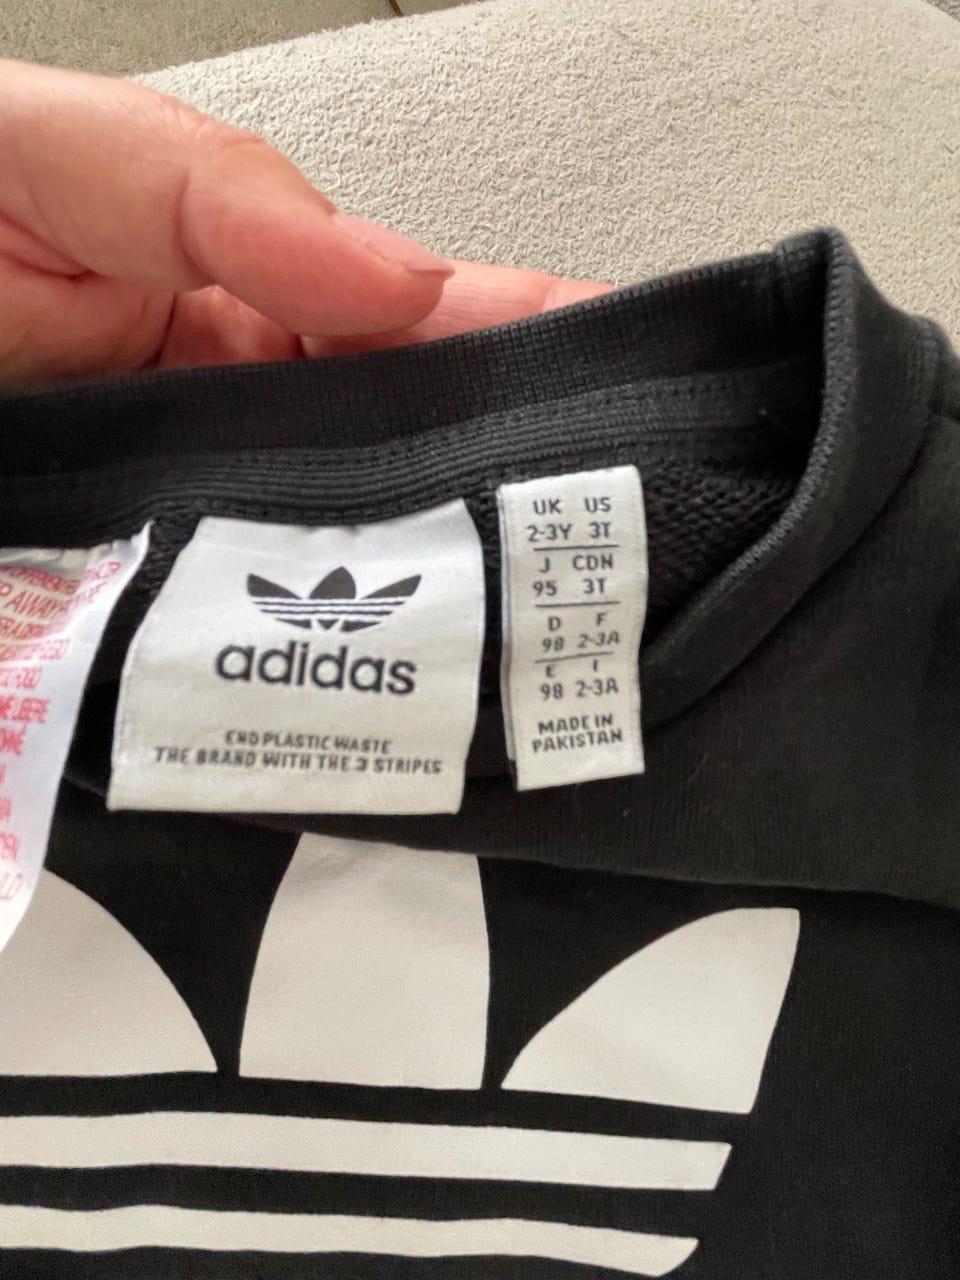 AWAY
adidas
END PLASTIC WASTE
THE BRAND WITH THE 3 STRIPES
UK US
2-3Y 3T
J CDN
95 3T
D F
98 2-3A
E I
98 2-3A
MADE IN
PAKISTAN